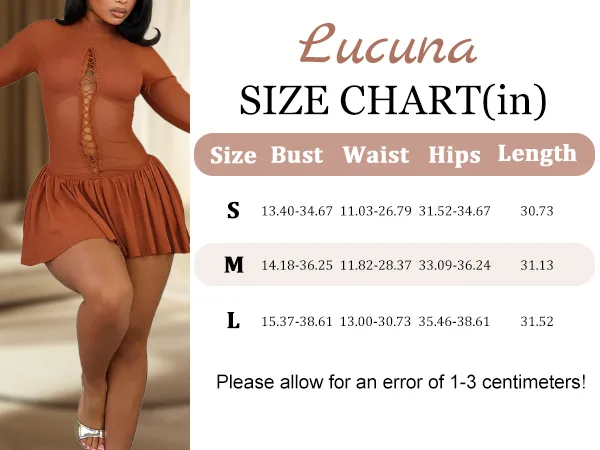 Lucuna
SIZE CHART(in)
Size Bust Waist Hips Length
S 13.40-34.67 11.03-26.79 31.52-34.67 30.73
M 14.18-36.25 11.82-28.37 33.09-36.24 31.13
L 15.37-38.61 13.00-30.73 35.46-38.61 31.52
Please allow for an error of 1-3 centimeters!